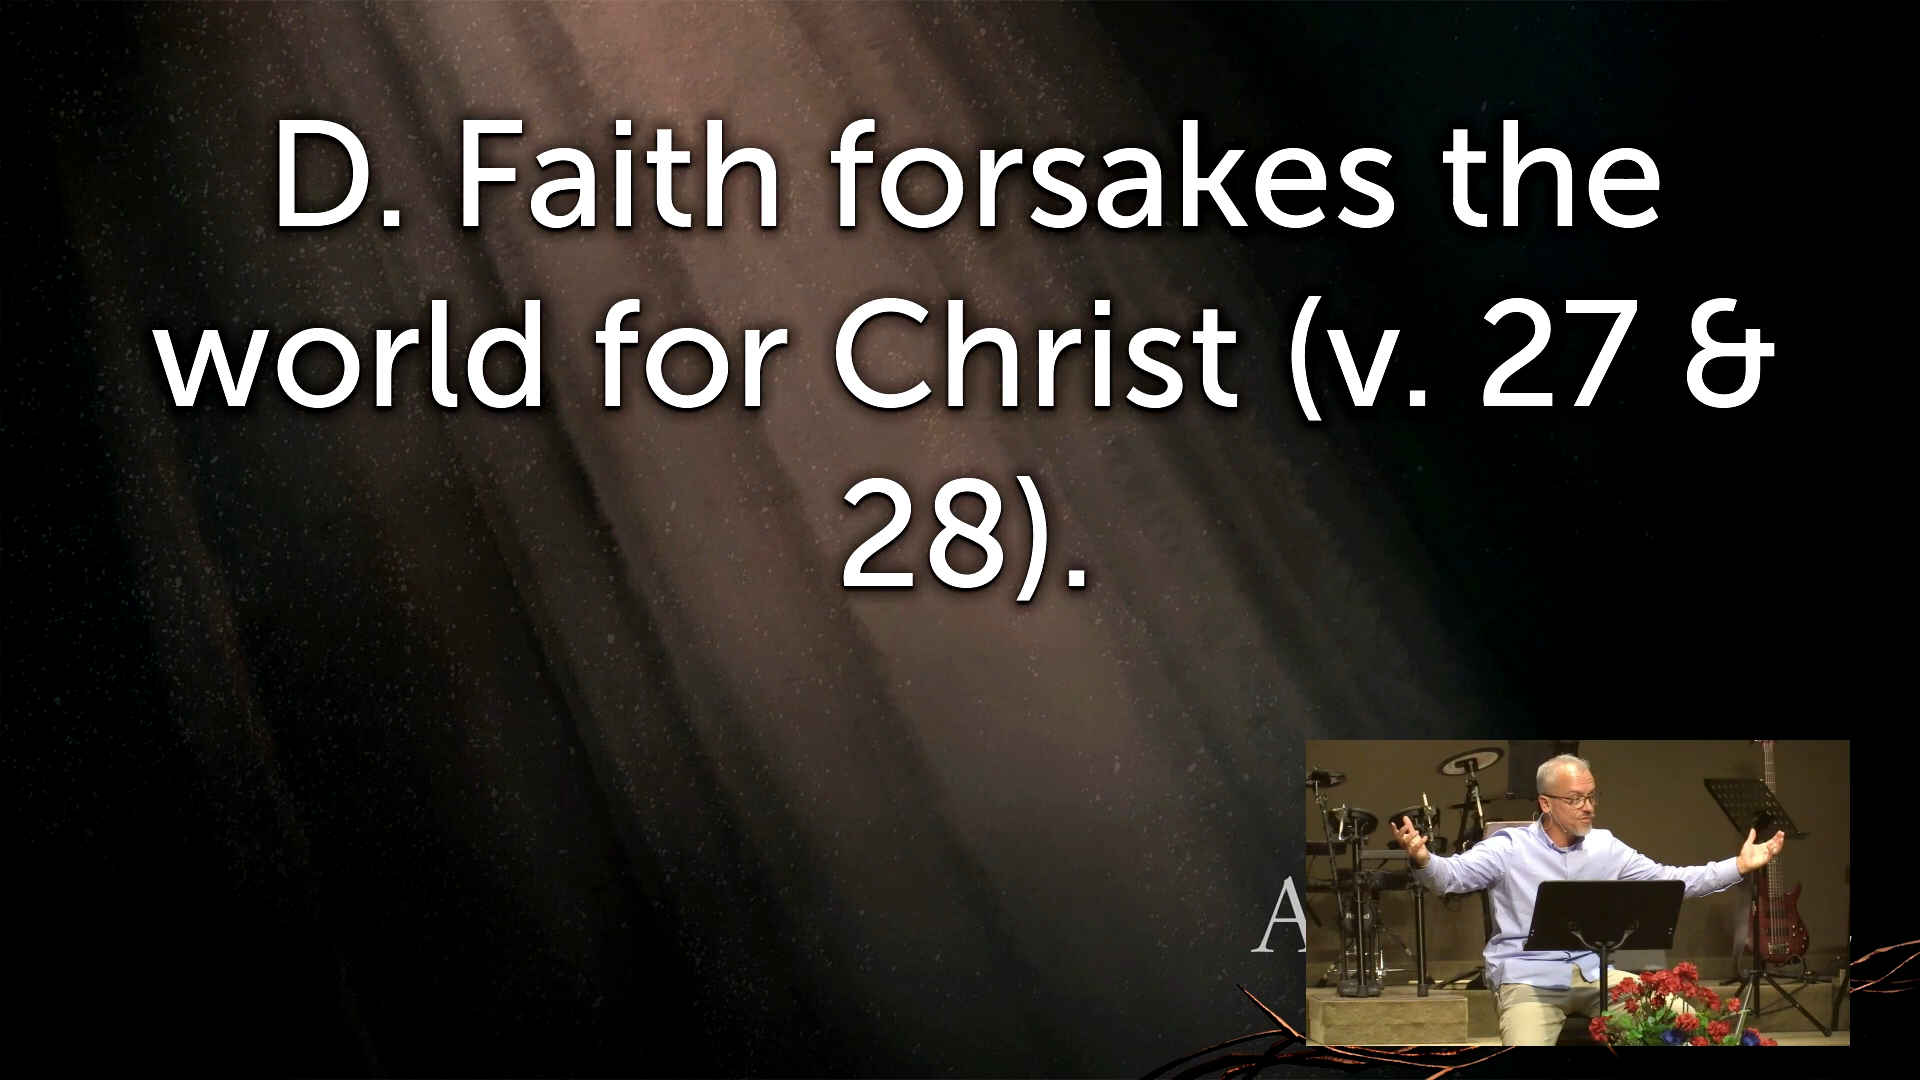 D. Faith forsakes the
world for Christ (v. 27 &
28).
A